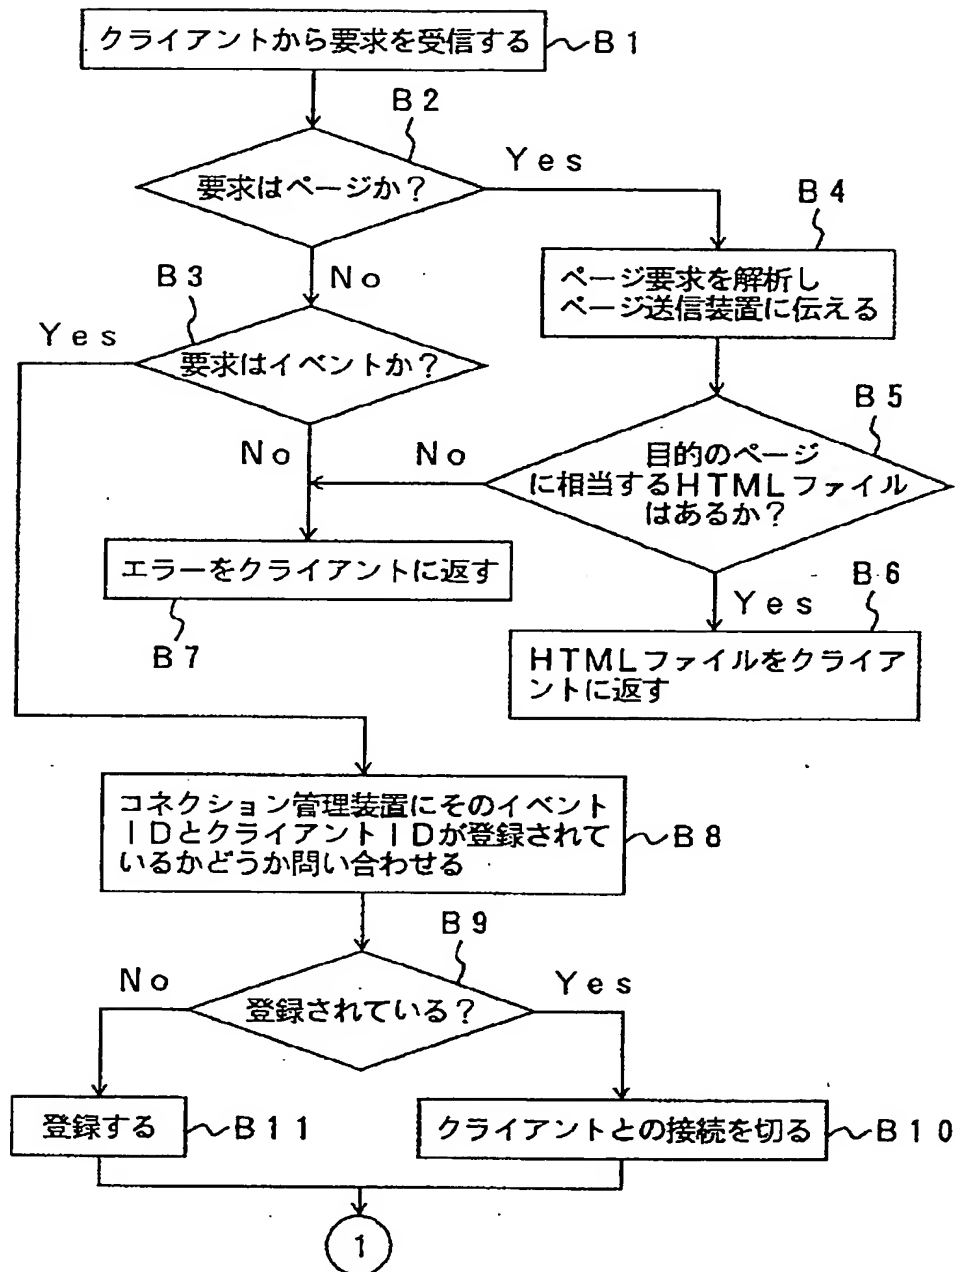 クライアントから要求を受信する
B1
B2
要求はページか？
Yes
B4
No
B3
ページ要求を解析し
ページ送信装置に伝える
Yes
要求はイベントか？
B5
No
No
目的のページ
に相当するHTMLファイル
はあるか？
エラーをクライアントに返す
B6
Yes
B7
HTMLファイルをクライア
ントに返す
コネクション管理装置にそのイベント
IDとクライアントIDが登録されて
いるかどうか問い合わせる
B8
B9
No
Yes
登録されている？
登録する
B11
クライアントとの接続を切る
B10
1